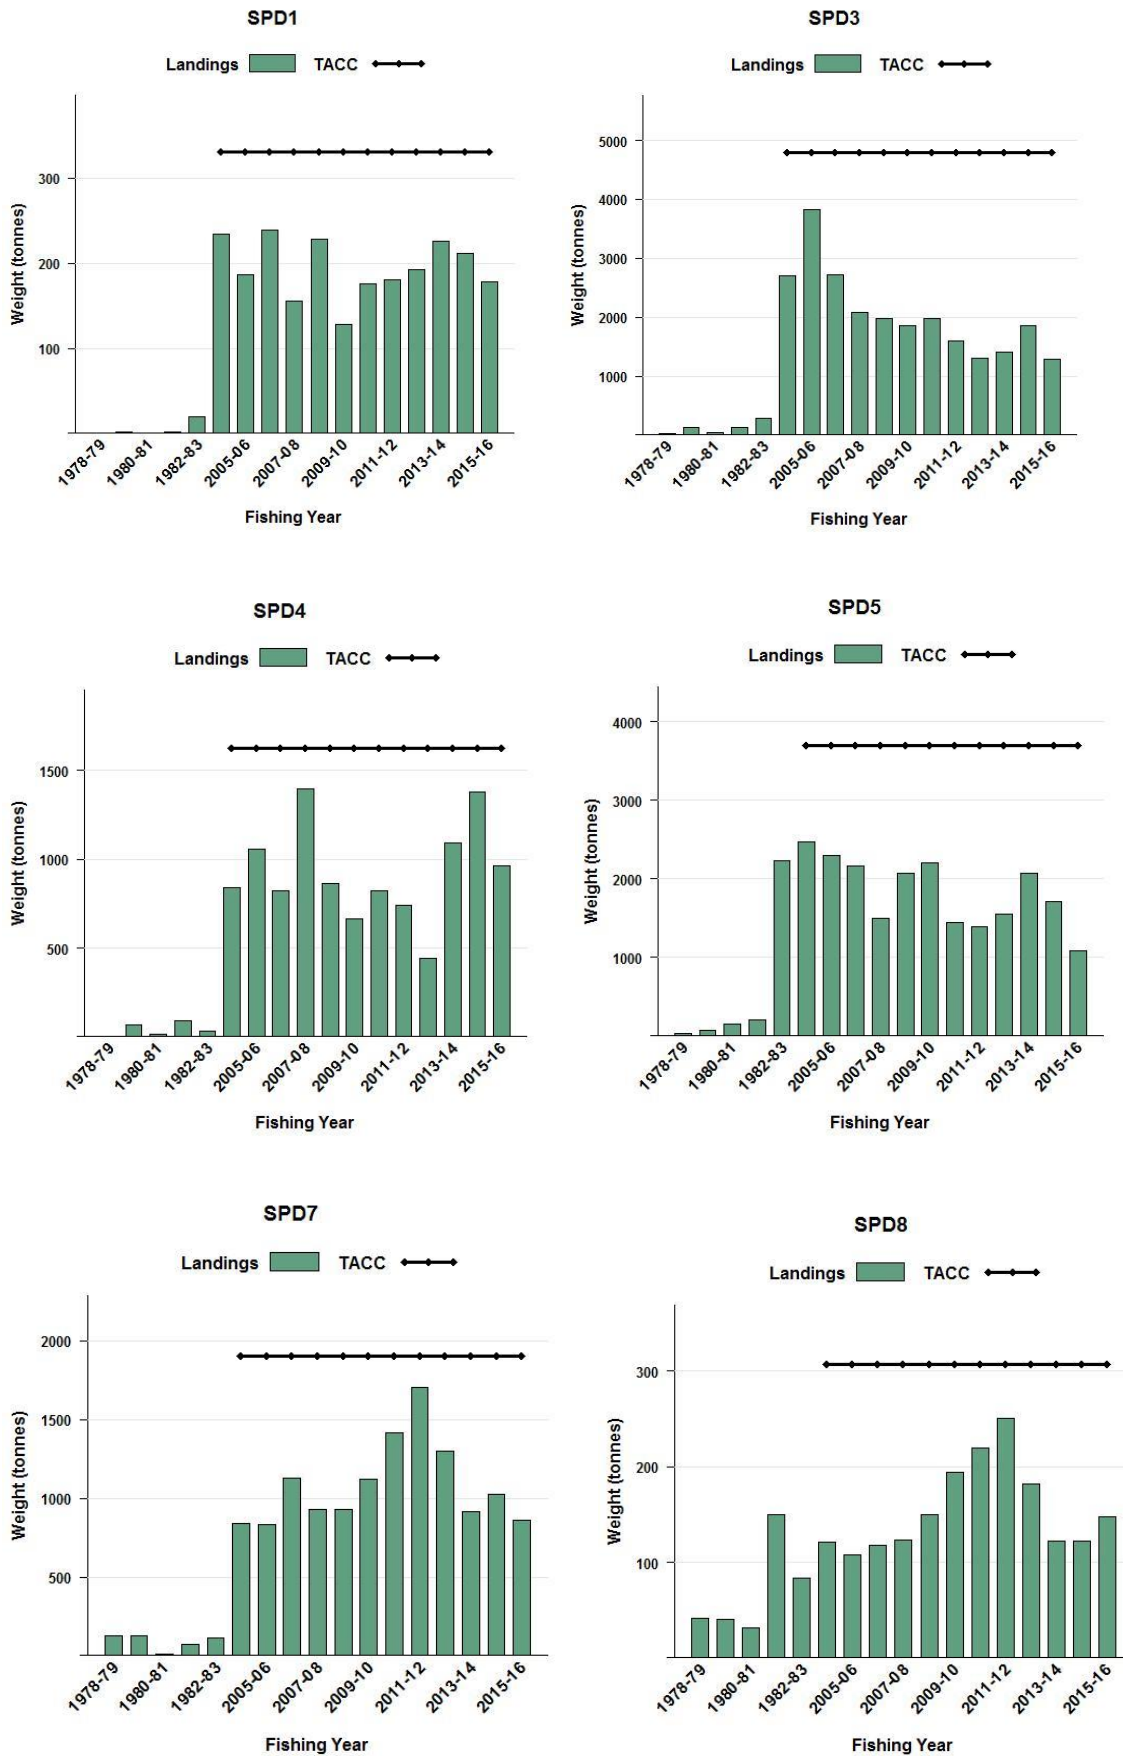 SPD1
Landings TACC
300
200
100
Weight (tonnes)
1978-79 1980-81 1982-83 2005-06 2007-08 2009-10 2011-12 2013-14 2015-16
Fishing Year
SPD3
Landings TACC
5000
4000
3000
2000
1000
Weight (tonnes)
1978-79 1980-81 1982-83 2005-06 2007-08 2009-10 2011-12 2013-14 2015-16
Fishing Year
SPD4
Landings TACC
1500
1000
500
Weight (tonnes)
1978-79 1980-81 1982-83 2005-06 2007-08 2009-10 2011-12 2013-14 2015-16
Fishing Year
SPD5
Landings TACC
4000
3000
2000
1000
Weight (tonnes)
1978-79 1980-81 1982-83 2005-06 2007-08 2009-10 2011-12 2013-14 2015-16
Fishing Year
SPD7
Landings TACC
2000
1500
1000
500
Weight (tonnes)
1978-79 1980-81 1982-83 2005-06 2007-08 2009-10 2011-12 2013-14 2015-16
Fishing Year
SPD8
Landings TACC
300
200
100
Weight (tonnes)
1978-79 1980-81 1982-83 2005-06 2007-08 2009-10 2011-12 2013-14 2015-16
Fishing Year